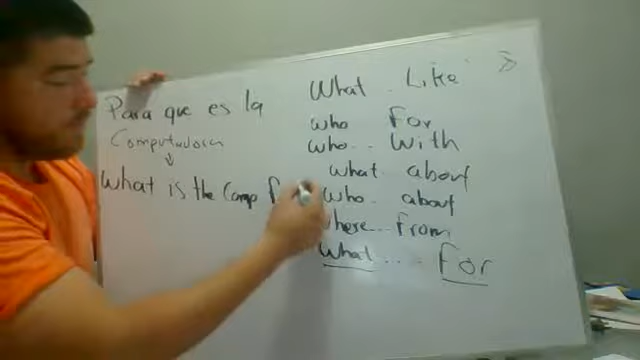 Para que es la
Computadora
What is the Comp f
What . Like
who For
who.. With
what about
who. about
where... from
What.... For